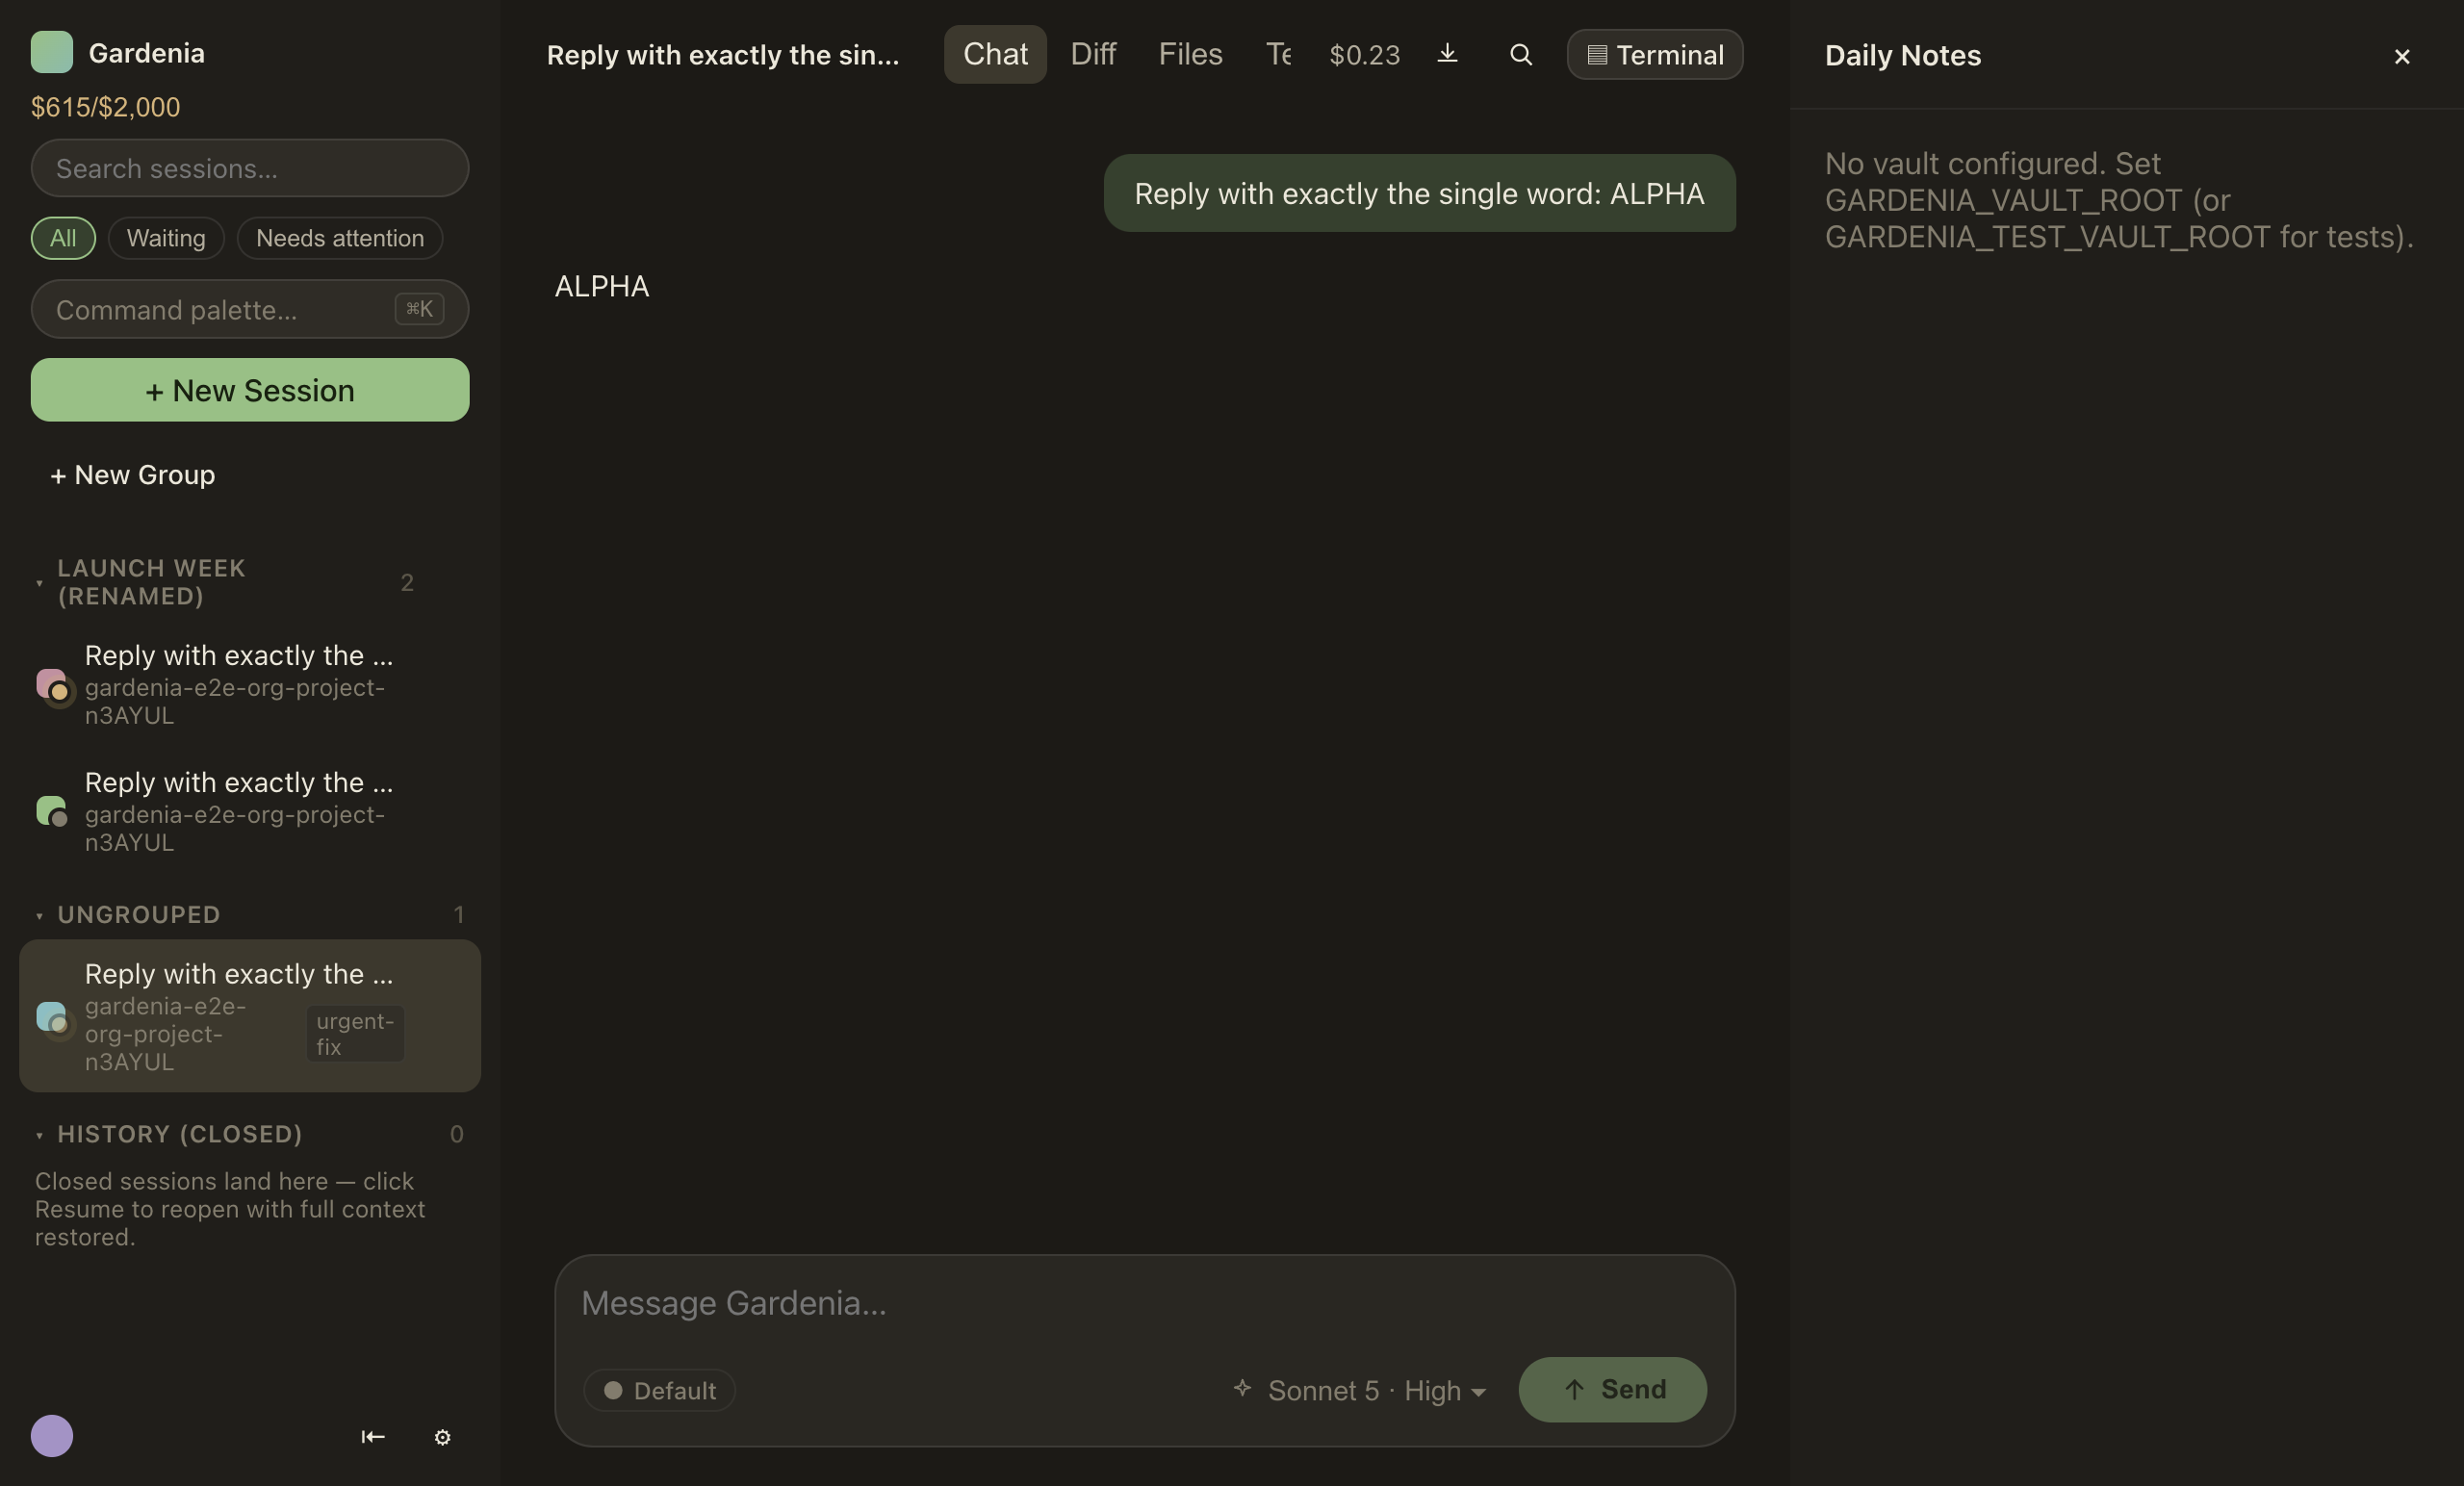 Gardenia
$615/$2,000
Search sessions...
All
Waiting
Needs attention
Command palette...
⌘K
+ New Session
+ New Group
LAUNCH WEEK
(RENAMED)
2
Reply with exactly the ...
gardenia-e2e-org-project-
n3AYUL
Reply with exactly the ...
gardenia-e2e-org-project-
n3AYUL
UNGROUPED
1
Reply with exactly the ...
gardenia-e2e-
org-project-
n3AYUL
urgent-
fix
HISTORY (CLOSED)
0
Closed sessions land here — click
Resume to reopen with full context
restored.
Reply with exactly the sin...
Chat
Diff
Files
Te
$0.23
Terminal
Reply with exactly the single word: ALPHA
ALPHA
Message Gardenia...
Default
Sonnet 5 · High
Send
Daily Notes
No vault configured. Set
GARDENIA_VAULT_ROOT (or
GARDENIA_TEST_VAULT_ROOT for tests).